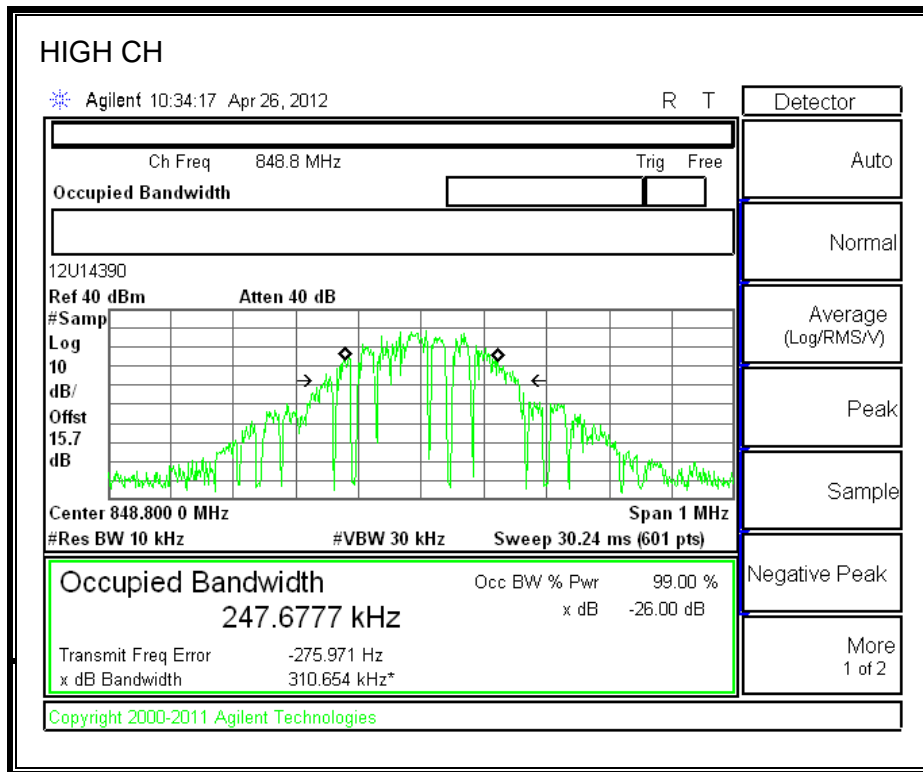 HIGH CH
Agilent 10:34:17 Apr 26, 2012 R T
Detector
Ch Freq 848.8 MHz Trig Free
Occupied Bandwidth
Auto
Normal
12U14390
Ref 40 dBm Atten 40 dB
#Samp
Log
10
dB/
Offst
15.7
dB
Average
(Log/RMS/V)
Peak
Sample
Center 848.800 0 MHz Span 1 MHz
#Res BW 10 kHz #VBW 30 kHz Sweep 30.24 ms (601 pts)
Occupied Bandwidth Occ BW % Pwr 99.00 %
247.6777 kHz x dB -26.00 dB
Transmit Freq Error -275.971 Hz
x dB Bandwidth 310.654 kHz*
Negative Peak
More
1 of 2
Copyright 2000-2011 Agilent Technologies